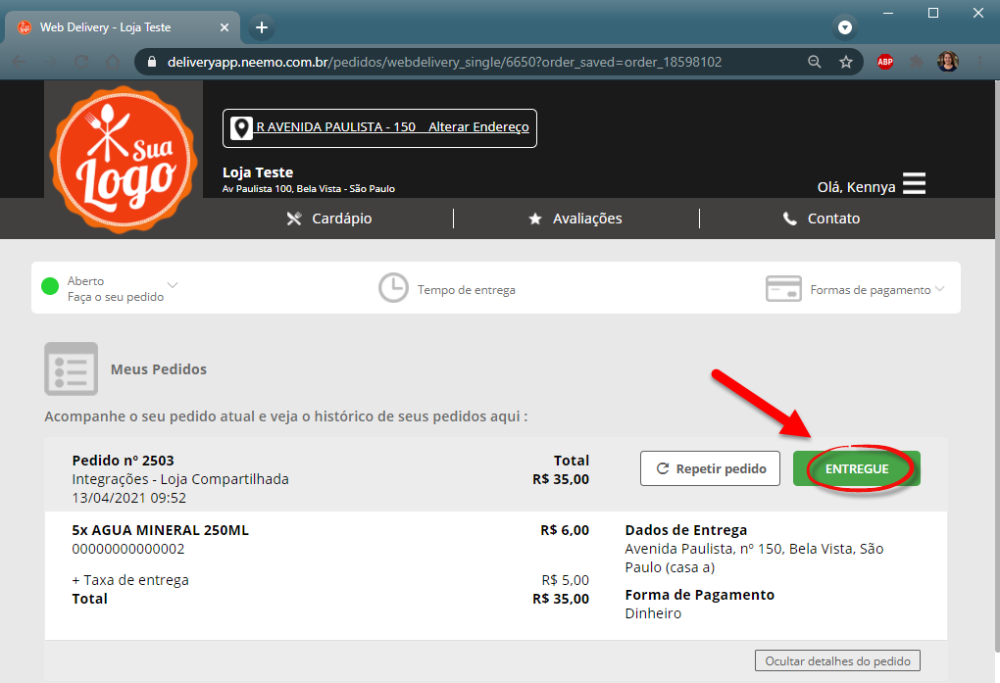 Web Delivery - Loja Teste
deliveryapp.neemo.com.br/pedidos/webdelivery_single/6650?order_saved=order_18598102
ABP
Sua
Logo
R AVENIDA PAULISTA - 150 Alterar Endereço
Loja Teste
Av Paulista 100, Bela Vista - São Paulo
Olá, Kennya
Cardápio
Avaliações
Contato
Aberto
Faça o seu pedido
Tempo de entrega
Formas de pagamento
Meus Pedidos
Acompanhe o seu pedido atual e veja o histórico de seus pedidos aqui :
Pedido nº 2503
Integrações - Loja Compartilhada
13/04/2021 09:52
Total
R$ 35,00
Repetir pedido
ENTREGUE
5x AGUA MINERAL 250ML R$ 6,00
00000000000002
+ Taxa de entrega R$ 5,00
Total R$ 35,00
Dados de Entrega
Avenida Paulista, nº 150, Bela Vista, São
Paulo (casa a)
Forma de Pagamento
Dinheiro
Ocultar detalhes do pedido